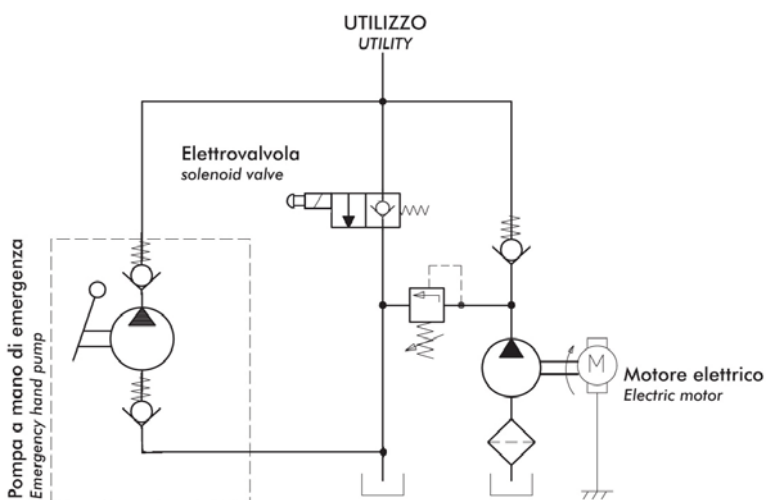 UTILIZZO
UTILITY
Elettrovalvola
solenoid valve
Pompa a mano di emergenza
Emergency hand pump
M
Motore elettrico
Electric motor